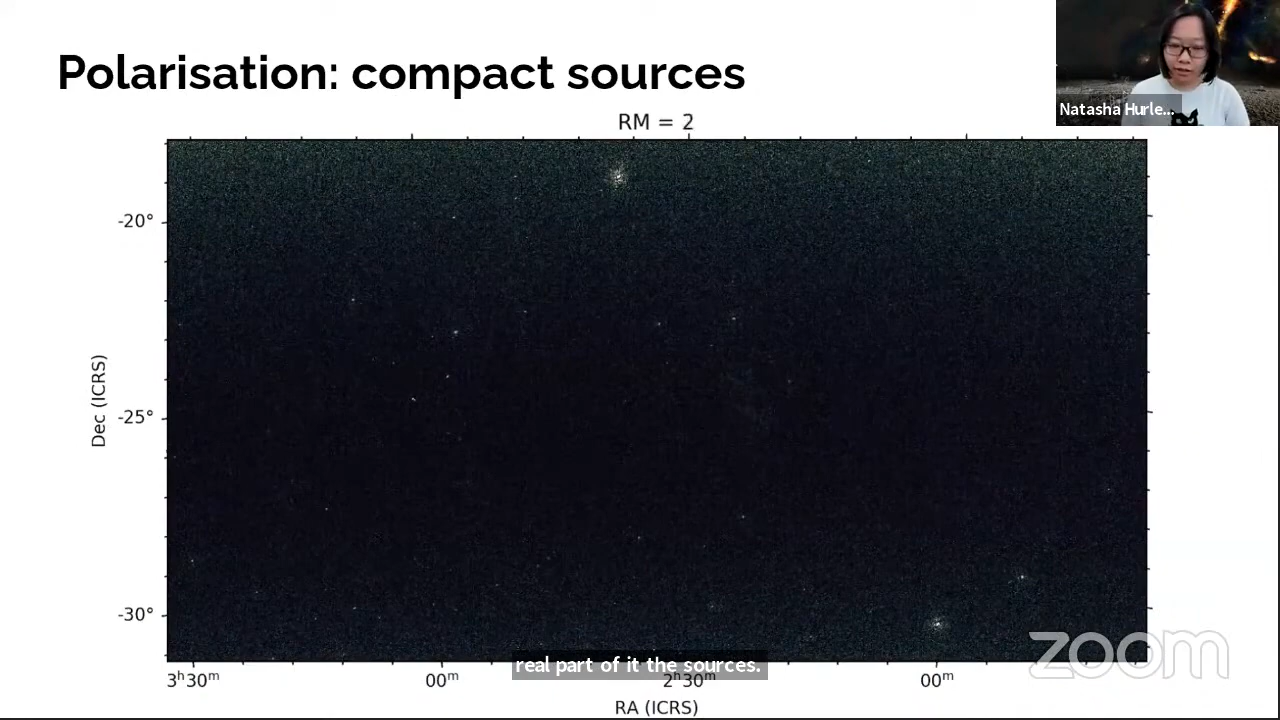 Polarisation: compact sources
Natasha Hurle...
RM = 2
-20°
-25°
-30°
Dec (ICRS)
real part of it the sources.
3ʰ30ᵐ 00ᵐ 2ʰ30ᵐ 00ᵐ
RA (ICRS)
zoom